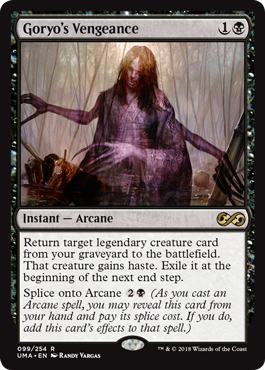 Goryo's Vengeance 1
Instant — Arcane
Return target legendary creature card
from your graveyard to the battlefield.
That creature gains haste. Exile it at
the beginning of the next end step.
Splice onto Arcane 2 (As you cast an
Arcane spell, you may reveal this card
from your hand and pay its splice cost. If you do,
add this card's effects to that spell.)
099/254 R
UMA • EN RANDY VARGAS
™ & © 2018 Wizards of the Coast